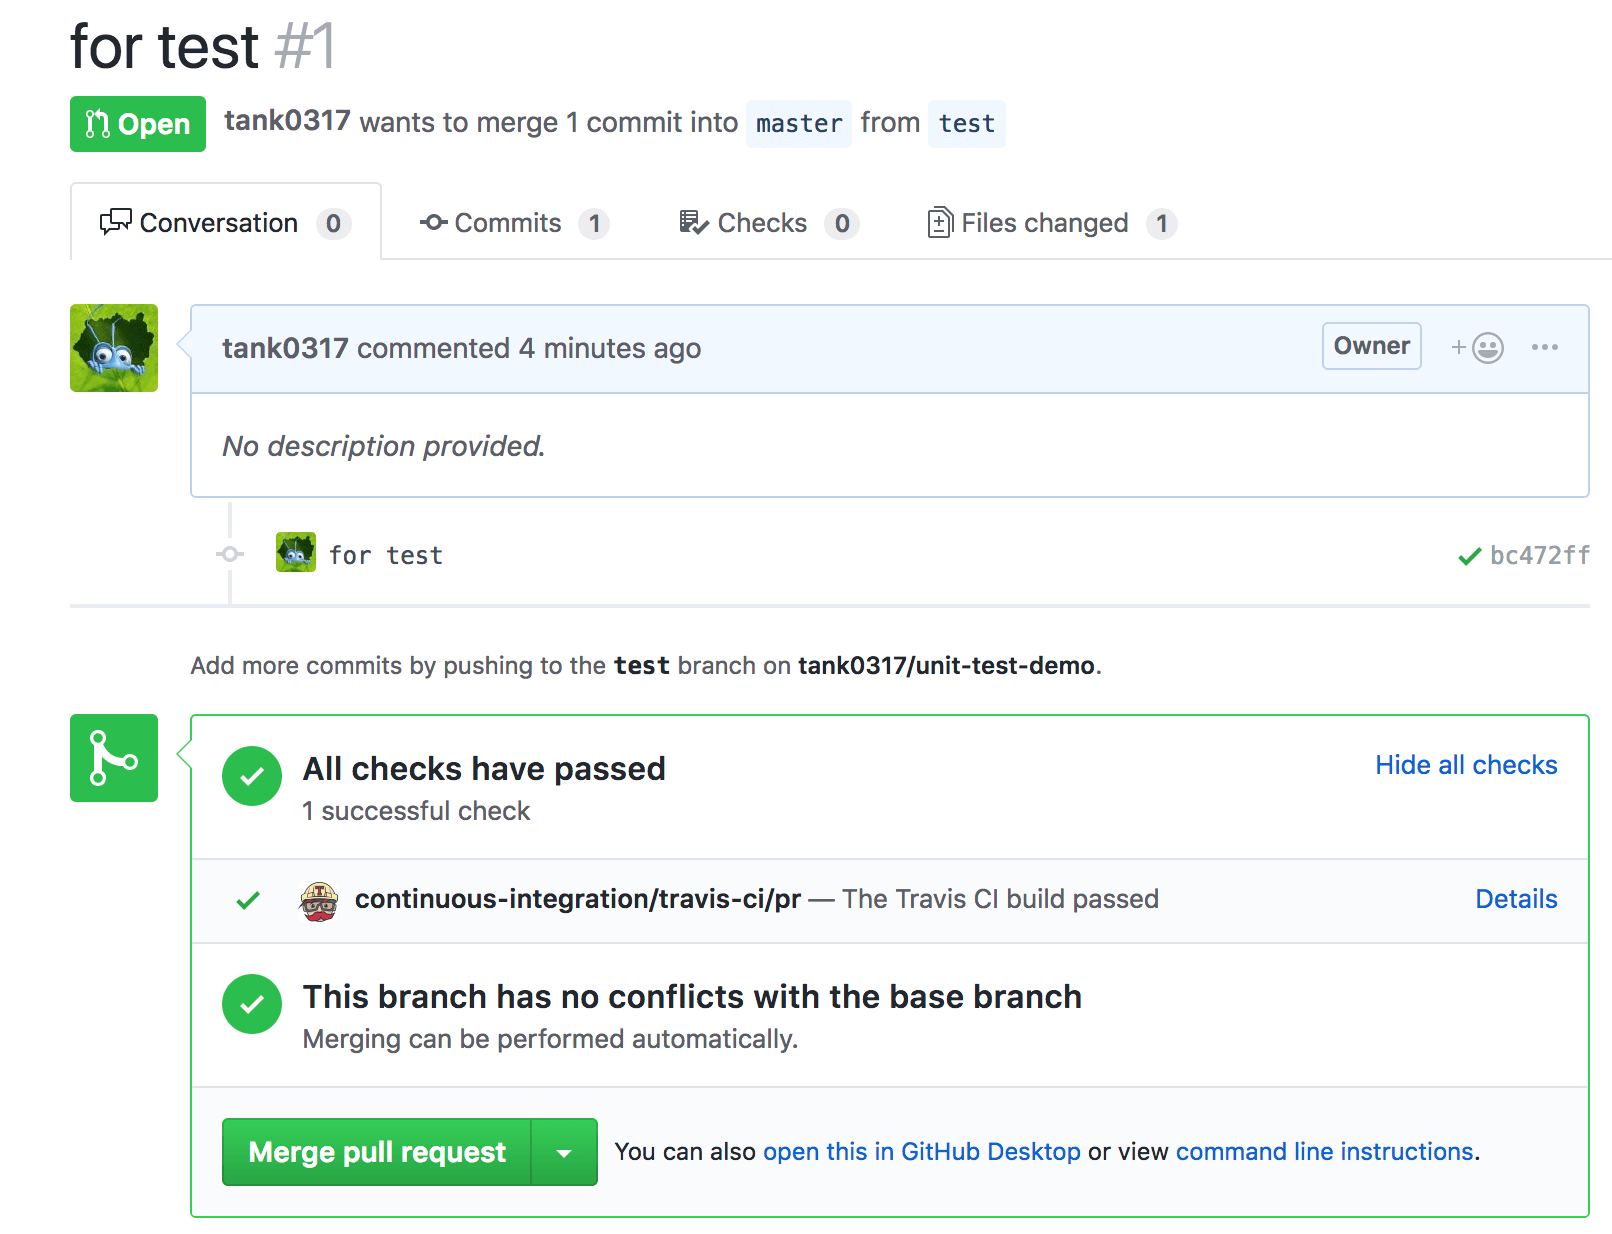 for test #1
Open tank0317 wants to merge 1 commit into master from test
Conversation 0 Commits 1 Checks 0 Files changed 1
tank0317 commented 4 minutes ago Owner
No description provided.
for test bc472ff
Add more commits by pushing to the test branch on tank0317/unit-test-demo.
All checks have passed Hide all checks
1 successful check
continuous-integration/travis-ci/pr — The Travis CI build passed Details
This branch has no conflicts with the base branch
Merging can be performed automatically.
Merge pull request You can also open this in GitHub Desktop or view command line instructions.